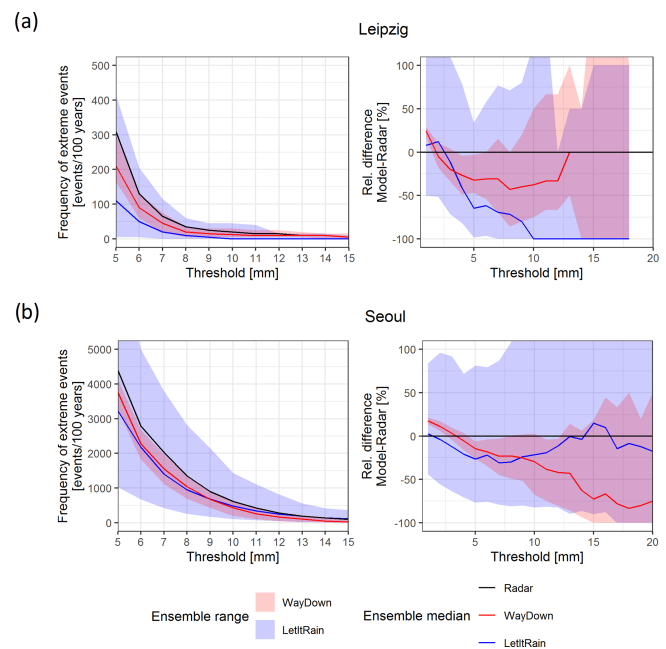 (a)
Leipzig
Frequency of extreme events
[events/100 years]
500
400
300
200
100
0
5 6 7 8 9 10 11 12 13 14 15
Threshold [mm]
Rel. difference
Model-Radar [%]
100
50
0
-50
-100
5 10 15 20
Threshold [mm]
(b)
Seoul
Frequency of extreme events
[events/100 years]
5000
4000
3000
2000
1000
0
5 6 7 8 9 10 11 12 13 14 15
Threshold [mm]
Rel. difference
Model-Radar [%]
100
50
0
-50
-100
5 10 15 20
Threshold [mm]
Ensemble range
WayDown
LetItRain
Ensemble median
Radar
WayDown
LetItRain